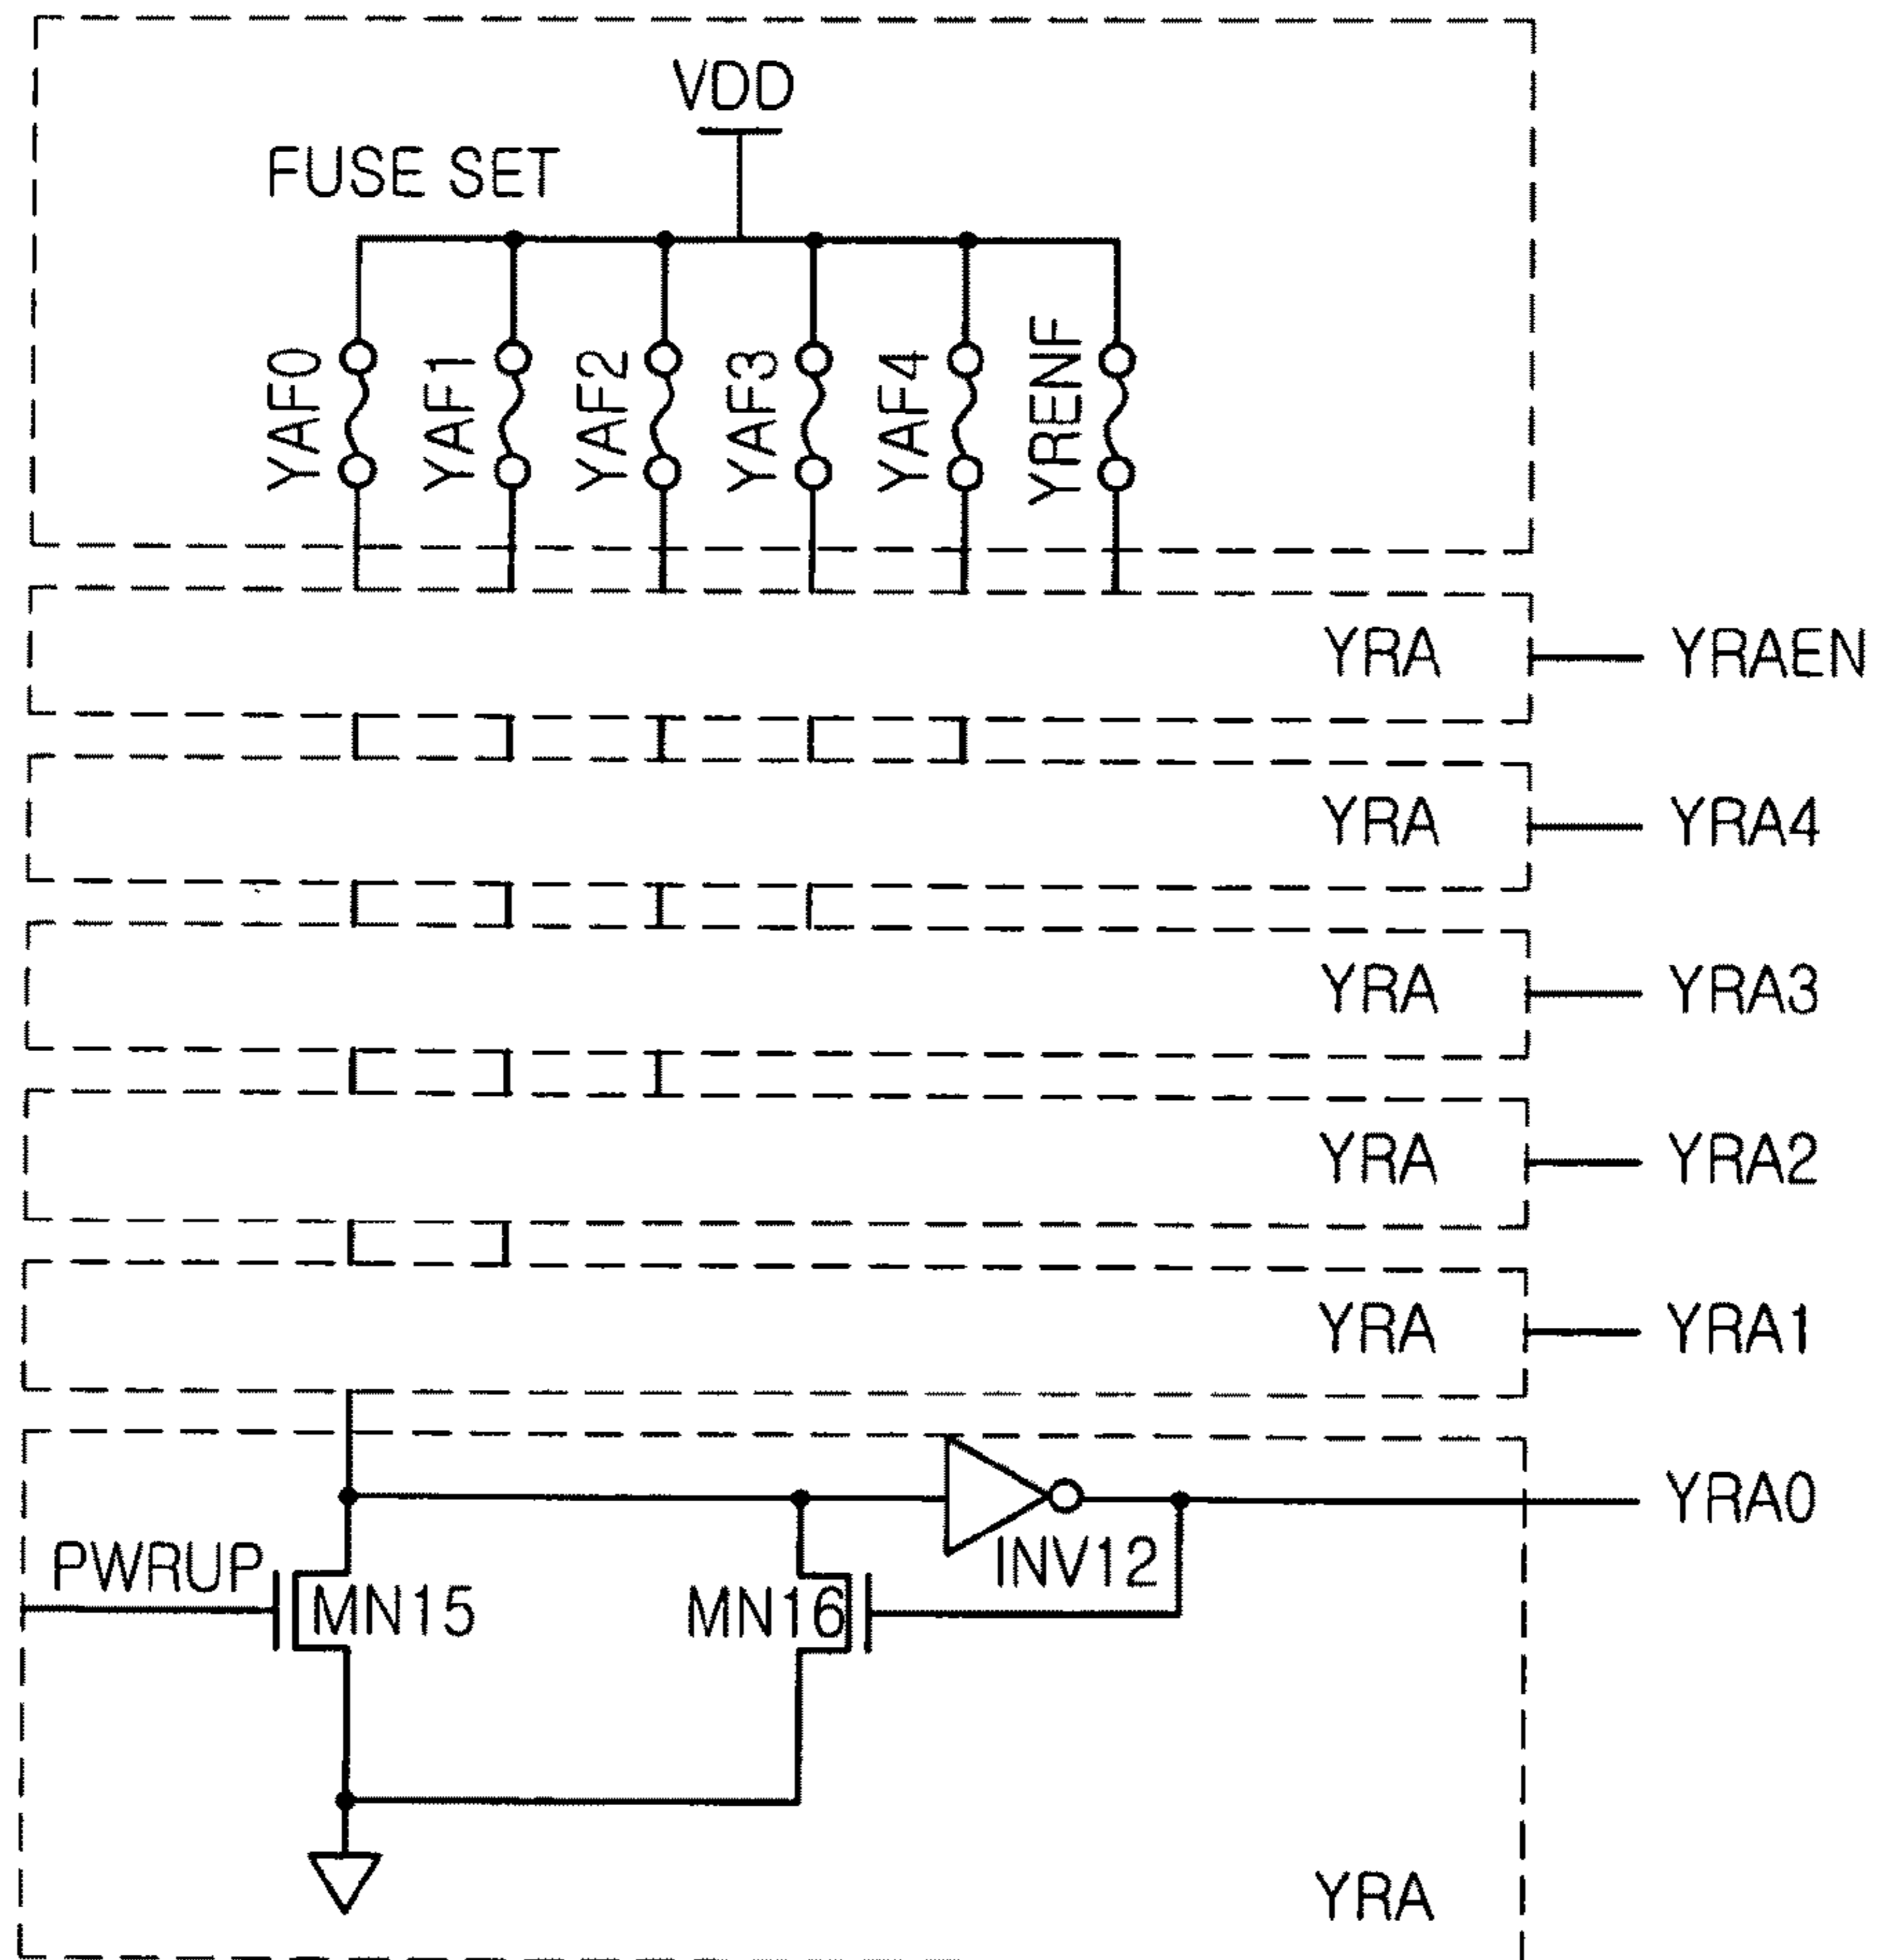 VDD
FUSE SET
YAF0
YAF1
YAF2
YAF3
YAF4
YRENF
YRA
YRAEN
YRA
YRA4
YRA
YRA3
YRA
YRA2
YRA
YRA1
YRA0
PWRUP
MN15
MN16
INV12
YRA